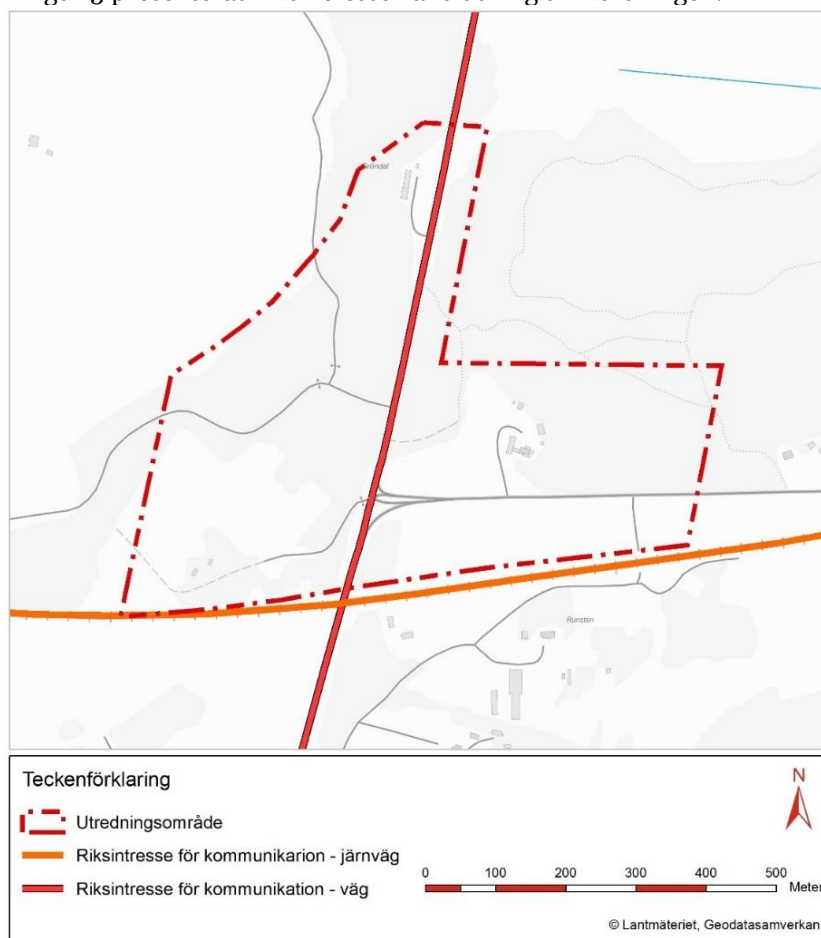 Gröndal
Runsten
Teckenförklaring
Utredningsområde
Riksintresse för kommunikarion - järnväg
Riksintresse för kommunikation - väg
N
0 100 200 300 400 500
Meter
© Lantmäteriet, Geodatasamverkan